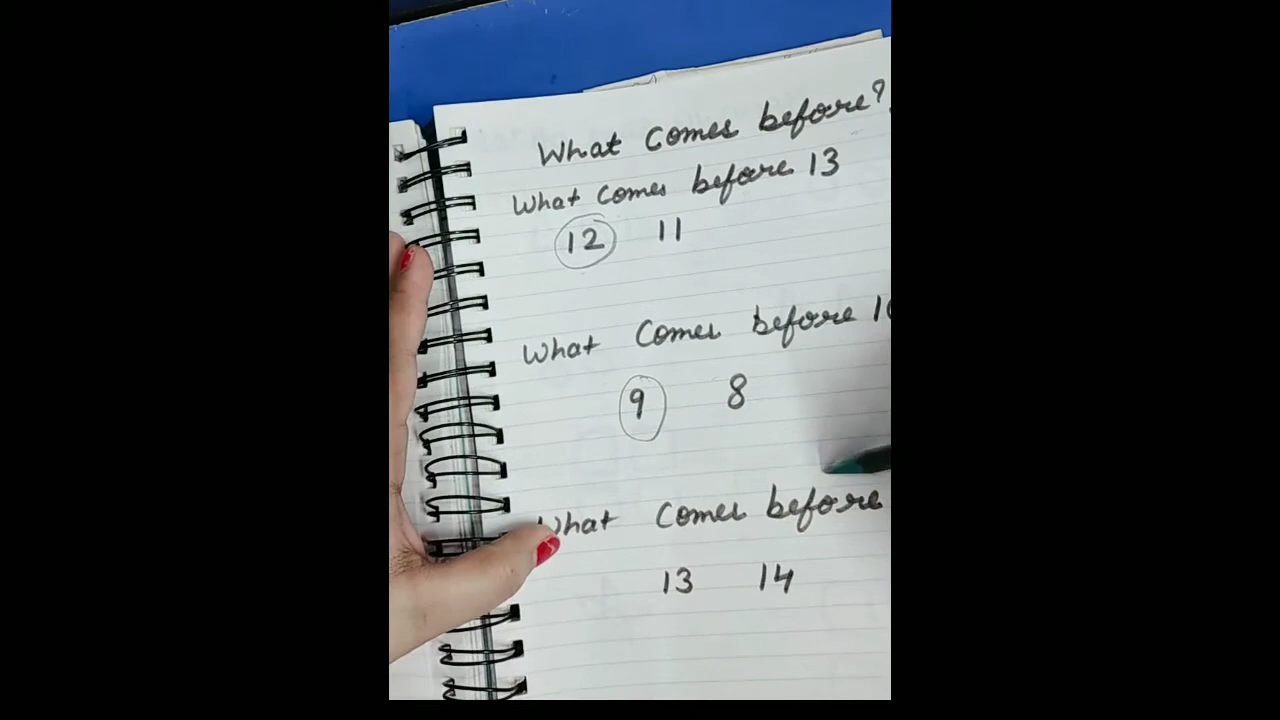 What comes before?
What comes before 13
12 11
What comes before
9 8
What comes before
13 14